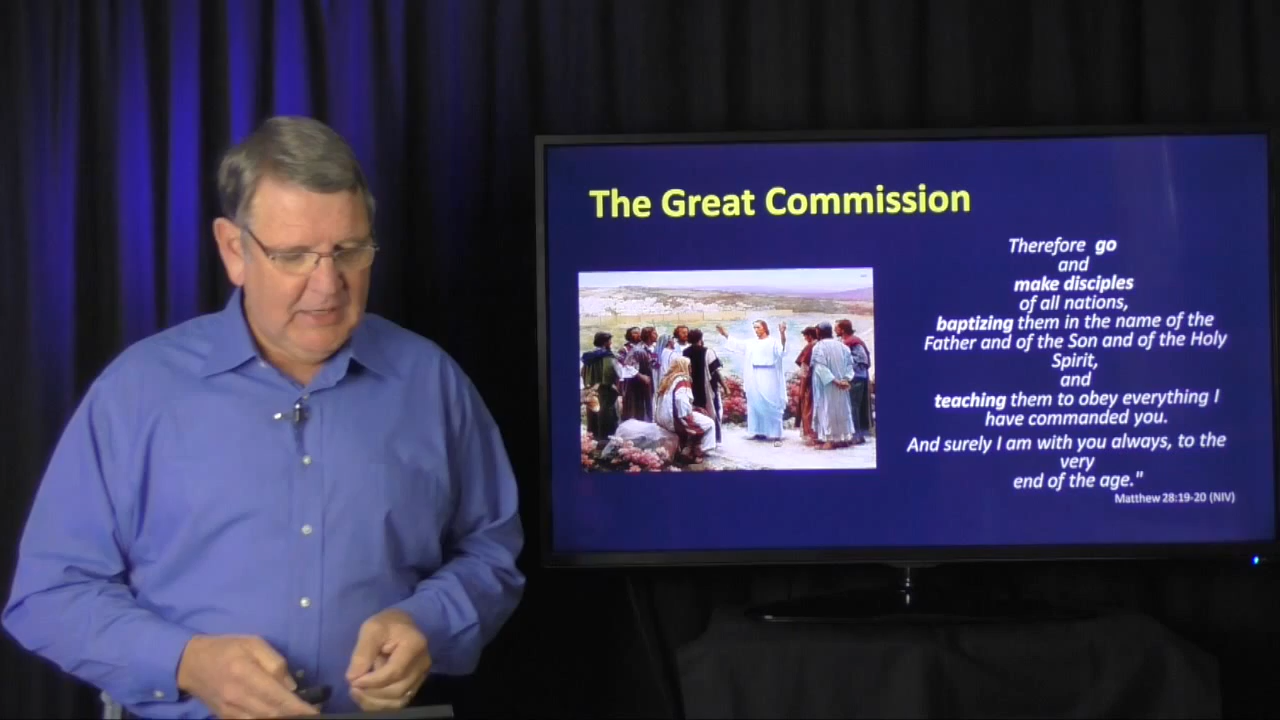 The Great Commission
Therefore go
and
make disciples
of all nations,
baptizing them in the name of the
Father and of the Son and of the Holy
Spirit,
and
teaching them to obey everything I
have commanded you.
And surely I am with you always, to the
very
end of the age."
Matthew 28:19-20 (NIV)